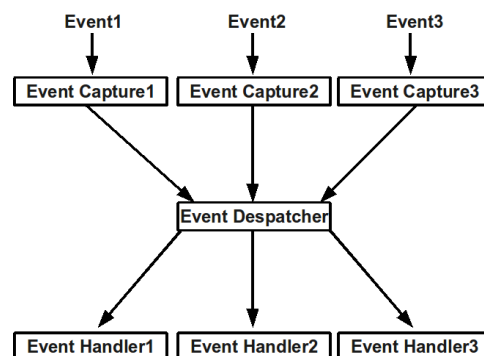 Event1 Event2 Event3
Event Capture1 Event Capture2 Event Capture3
Event Despatcher
Event Handler1 Event Handler2 Event Handler3